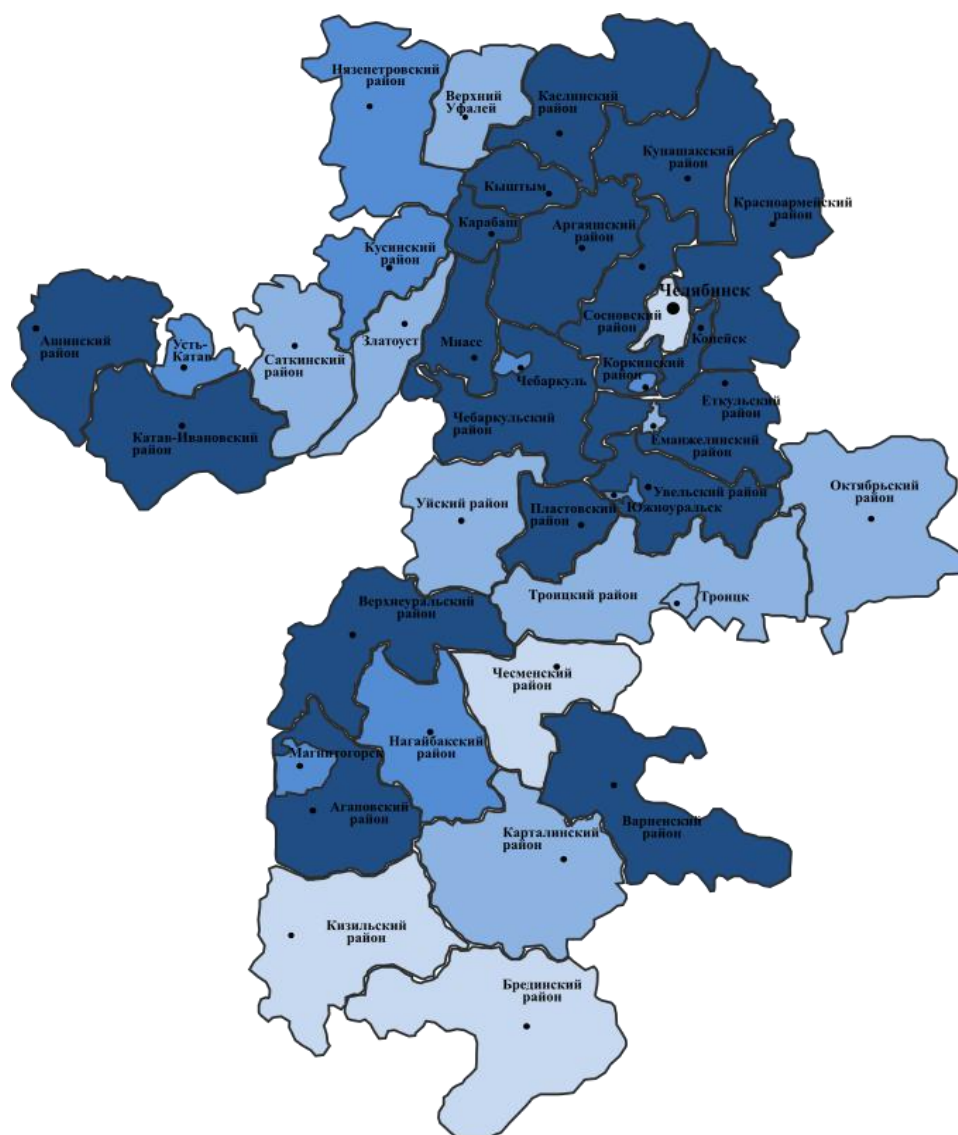 Нязепетровский
район
Верхний
Уфалей
Каслинский
район
Кунашакский
район
Кыштым
Красноармейский
район
Карабаш
Аргаяшский
район
Кусинский
район
Челябинск
Сосновский
район
Копейск
Ашинский
район
Усть-
Катав
Саткинский
район
Златоуст
Миасс
Чебаркуль
Коркинский
район
Еткульский
район
Чебаркульский
район
Катав-Ивановский
район
Еманжелинский
район
Октябрьский
район
Уйский район
Пластовский
район
Увельский район
Южноуральск
Троицкий район
Троицк
Верхнеуральский
район
Чесменский
район
Нагайбакский
район
Магнитогорск
Агаповский
район
Варненский
район
Карталинский
район
Кизильский
район
Брединский
район